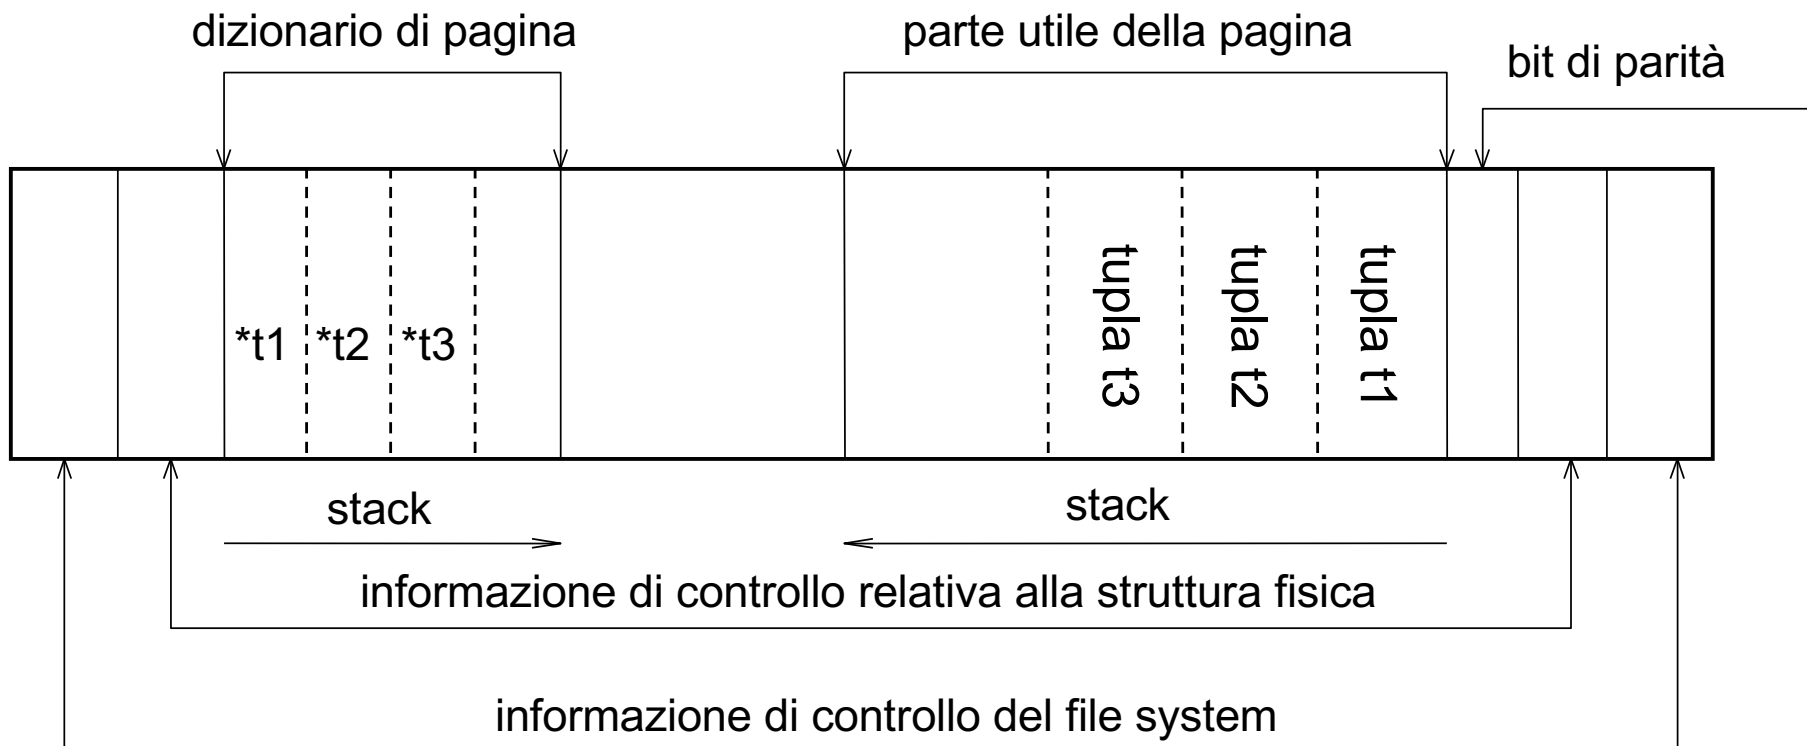 dizionario di pagina
parte utile della pagina
bit di parità
*t1 *t2 *t3
tupla t3
tupla t2
tupla t1
stack
stack
informazione di controllo relativa alla struttura fisica
informazione di controllo del file system